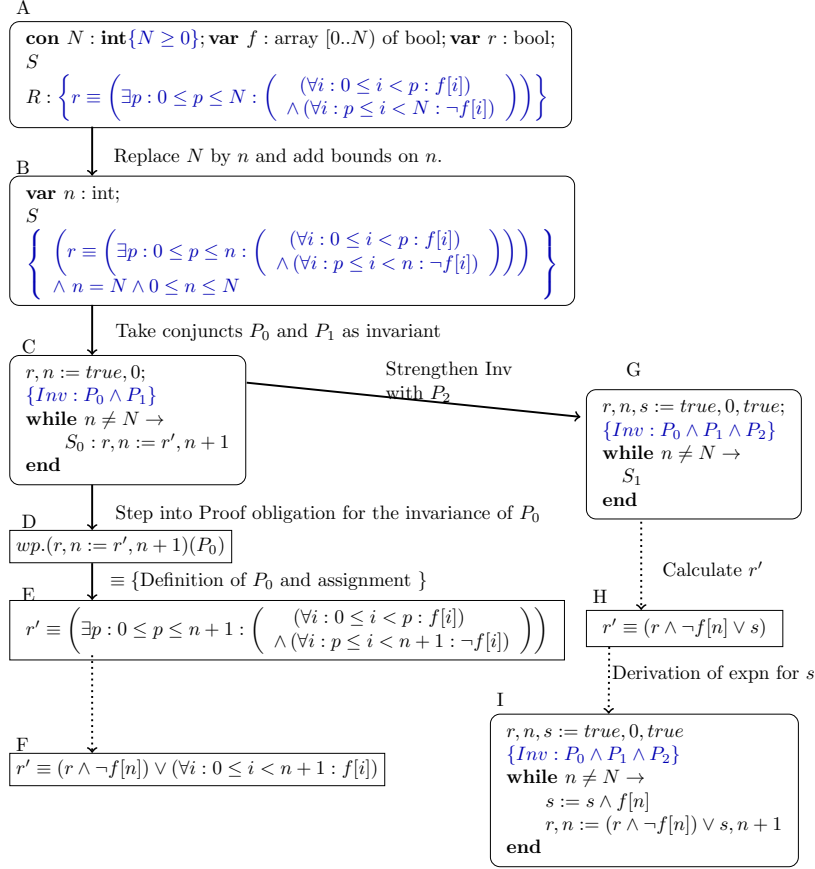 A
con N : int{N ≥ 0}; var f : array [0..N) of bool; var r : bool;
S
R : {r ≡ (∃p : 0 ≤ p ≤ N : ( (∀i : 0 ≤ i < p : f[i])
∧ (∀i : p ≤ i < N : ¬f[i]) ))}
Replace N by n and add bounds on n.
B
var n : int;
S
{ (r ≡ (∃p : 0 ≤ p ≤ n : ( (∀i : 0 ≤ i < p : f[i])
∧ (∀i : p ≤ i < n : ¬f[i]) )))
∧ n = N ∧ 0 ≤ n ≤ N }
Take conjuncts P₀ and P₁ as invariant
C
r, n := true, 0;
{Inv : P₀ ∧ P₁}
while n ≠ N →
S₀ : r, n := r′, n + 1
end
Strengthen Inv
with P₂
G
r, n, s := true, 0, true;
{Inv : P₀ ∧ P₁ ∧ P₂}
while n ≠ N →
S₁
end
Step into Proof obligation for the invariance of P₀
D
wp.(r, n := r′, n + 1)(P₀)
≡ {Definition of P₀ and assignment }
E
r′ ≡ (∃p : 0 ≤ p ≤ n + 1 : ( (∀i : 0 ≤ i < p : f[i])
∧ (∀i : p ≤ i < n + 1 : ¬f[i]) ))
Calculate r′
H
r′ ≡ (r ∧ ¬f[n] ∨ s)
Derivation of expn for s
F
r′ ≡ (r ∧ ¬f[n]) ∨ (∀i : 0 ≤ i < n + 1 : f[i])
I
r, n, s := true, 0, true
{Inv : P₀ ∧ P₁ ∧ P₂}
while n ≠ N →
s := s ∧ f[n]
r, n := (r ∧ ¬f[n]) ∨ s, n + 1
end